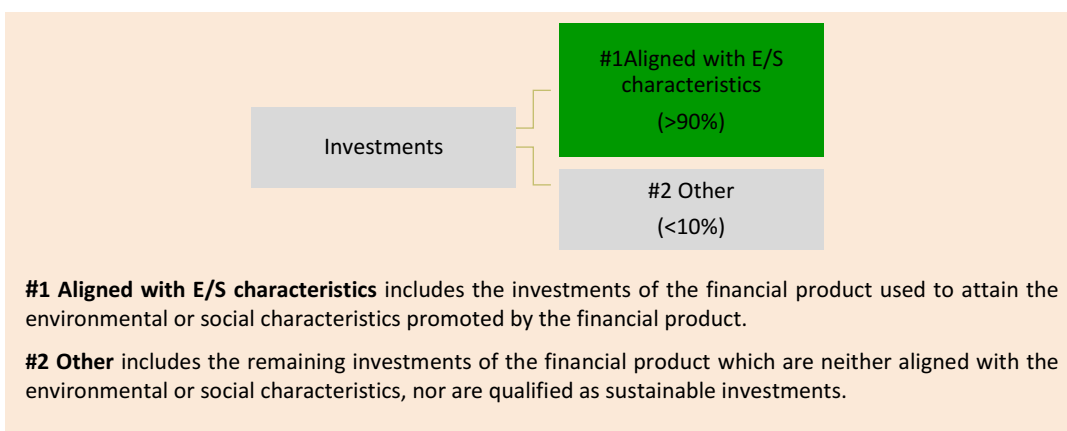 #1Aligned with E/S
characteristics
(>90%)
Investments
#2 Other
(<10%)
#1 Aligned with E/S characteristics includes the investments of the financial product used to attain the
environmental or social characteristics promoted by the financial product.
#2 Other includes the remaining investments of the financial product which are neither aligned with the
environmental or social characteristics, nor are qualified as sustainable investments.